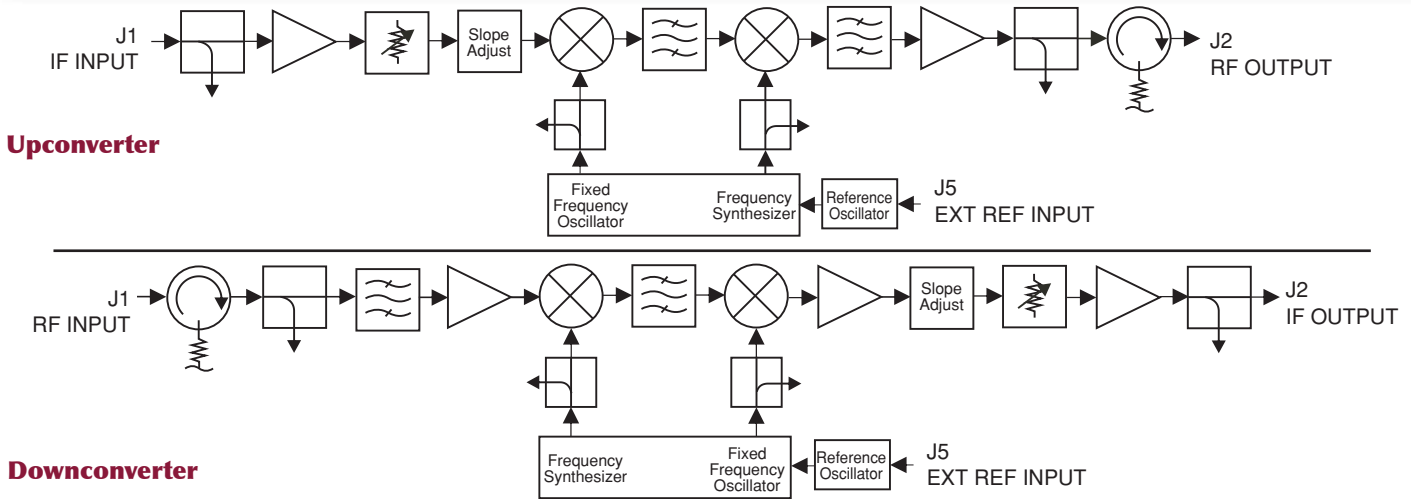 J1
IF INPUT
Slope
Adjust
J2
RF OUTPUT
Upconverter
Fixed
Frequency
Oscillator
Frequency
Synthesizer
Reference
Oscillator
J5
EXT REF INPUT
J1
RF INPUT
Slope
Adjust
J2
IF OUTPUT
Downconverter
Frequency
Synthesizer
Fixed
Frequency
Oscillator
Reference
Oscillator
J5
EXT REF INPUT